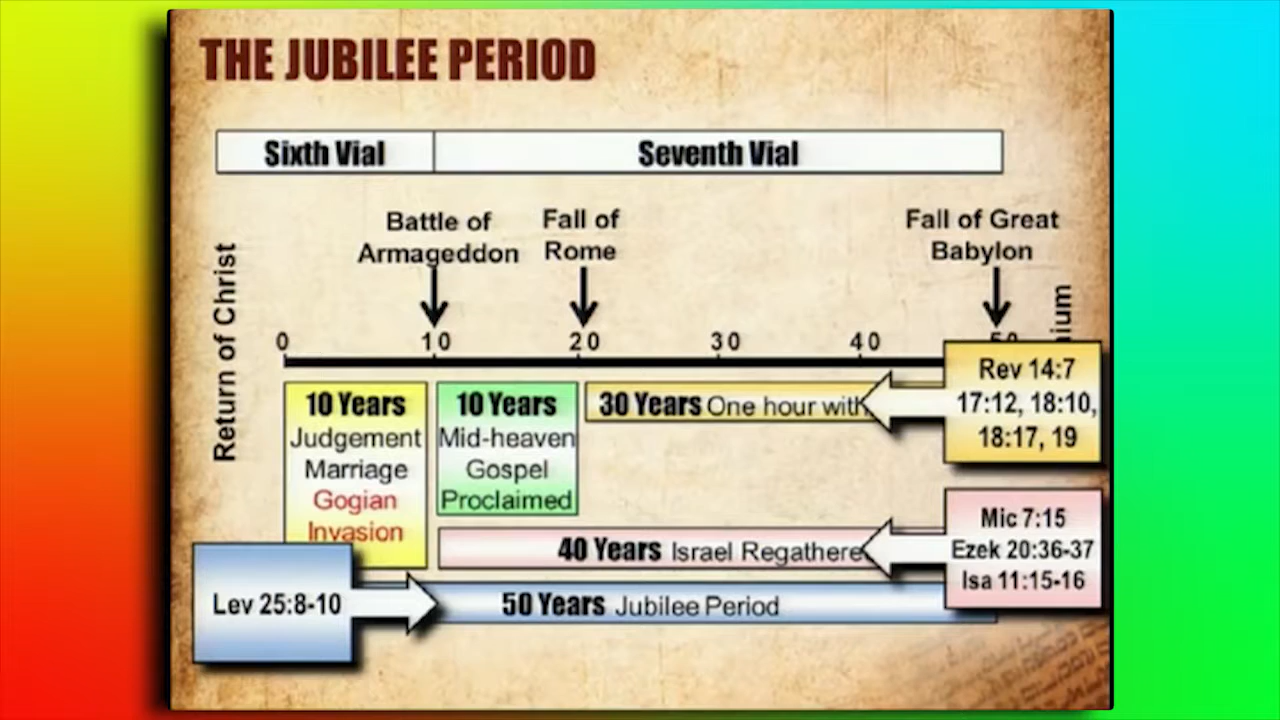 THE JUBILEE PERIOD
Sixth Vial
Seventh Vial
Battle of
Armageddon
Fall of
Rome
Fall of Great
Babylon
Return of Christ
0
10
20
30
40
10 Years
Judgement
Marriage
Gogian
Invasion
10 Years
Mid-heaven
Gospel
Proclaimed
30 Years One hour with
Rev 14:7
17:12, 18:10,
18:17, 19
40 Years Israel Regathere
Mic 7:15
Ezek 20:36-37
Isa 11:15-16
Lev 25:8-10
50 Years Jubilee Period